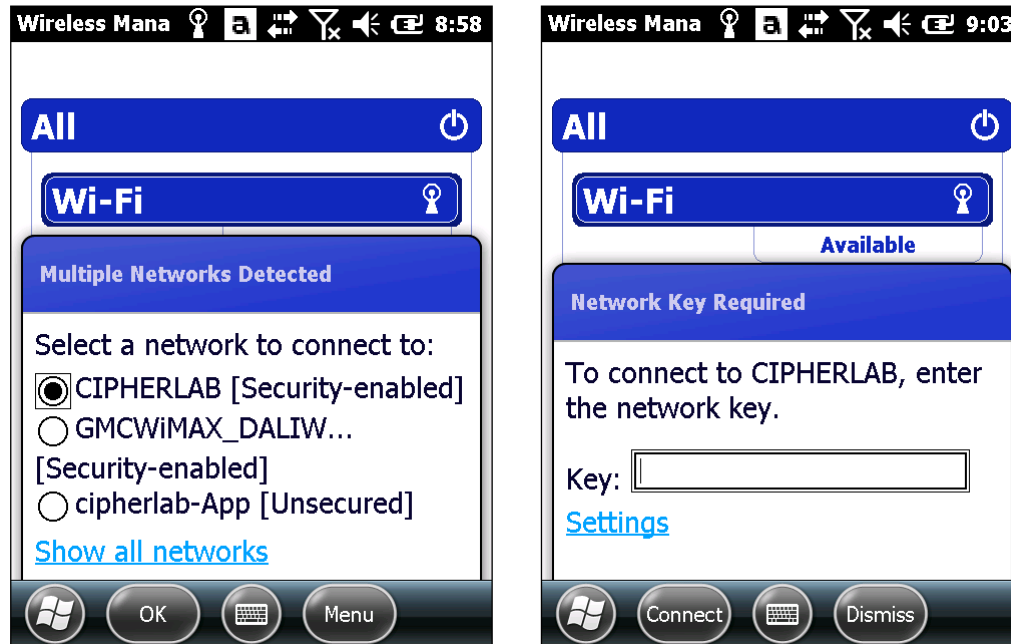 Wireless Mana a 8:58
All
Wi-Fi
Multiple Networks Detected
Select a network to connect to:
CIPHERLAB [Security-enabled]
GMCWiMAX_DALIW...
[Security-enabled]
cipherlab-App [Unsecured]
Show all networks
OK Menu
Wireless Mana a 9:03
All
Wi-Fi
Available
Network Key Required
To connect to CIPHERLAB, enter
the network key.
Key:
Settings
Connect Dismiss